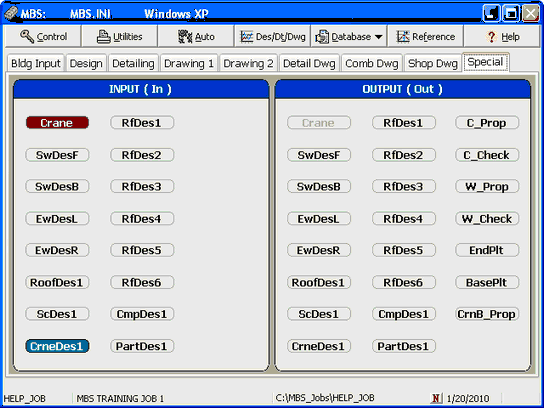 MBS: MBS.INI Windows XP
Control Utilities Auto Des/Dt/Dwg Database Reference ? Help
Bldg Input Design Detailing Drawing 1 Drawing 2 Detail Dwg Comb Dwg Shop Dwg Special
INPUT ( In ) OUTPUT ( Out )
Crane RfDes1 Crane RfDes1 C_Prop
SwDesF RfDes2 SwDesF RfDes2 C_Check
SwDesB RfDes3 SwDesB RfDes3 W_Prop
EwDesL RfDes4 EwDesL RfDes4 W_Check
EwDesR RfDes5 EwDesR RfDes5 EndPlt
RoofDes1 RfDes6 RoofDes1 RfDes6 BasePlt
ScDes1 CmpDes1 ScDes1 CmpDes1 CrnB_Prop
CrneDes1 PartDes1 CrneDes1 PartDes1
HELP_JOB MBS TRAINING JOB 1 C:\MBS_Jobs\HELP_JOB N 1/20/2010